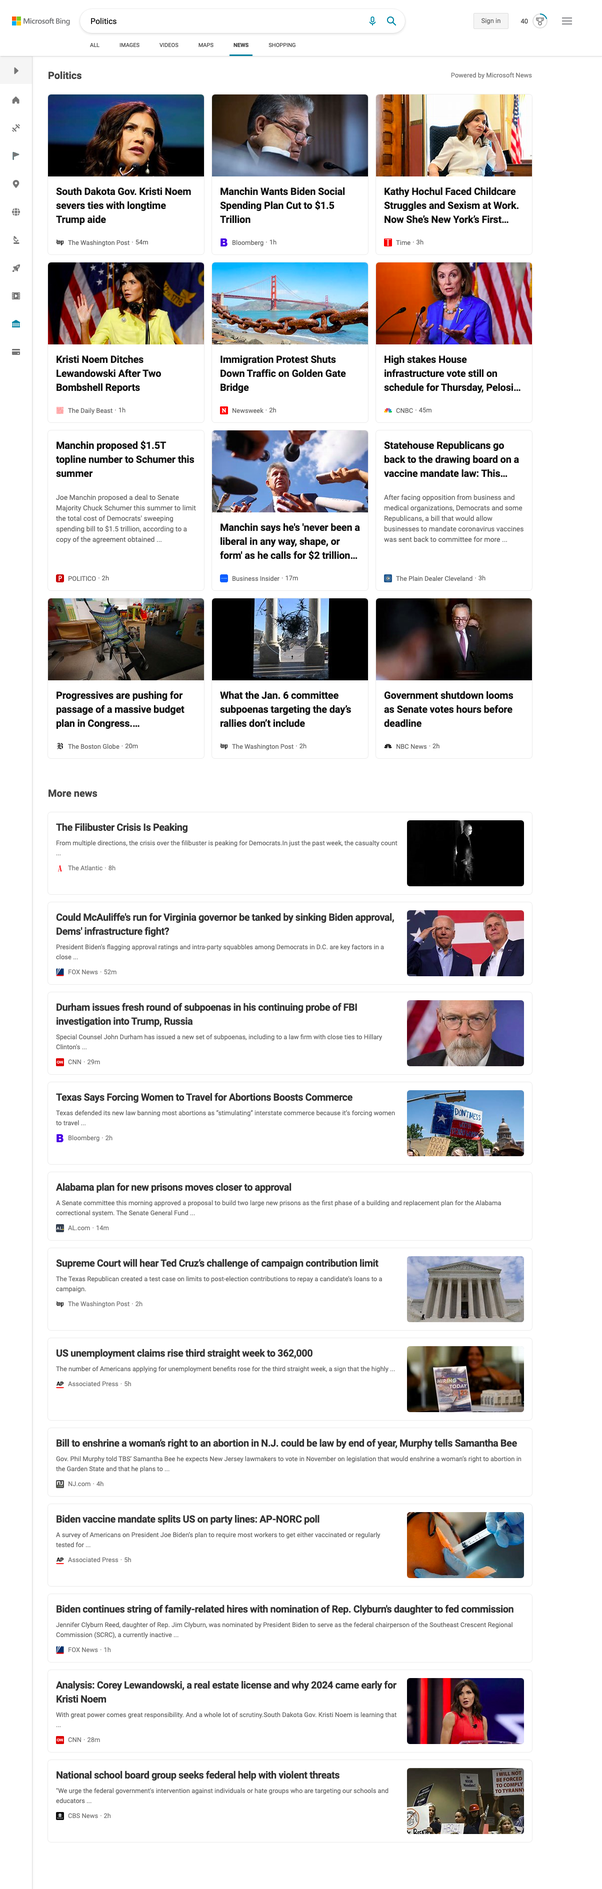 Microsoft Bing
Politics
Sign in
40
ALL IMAGES VIDEOS MAPS NEWS SHOPPING
Politics
Powered by Microsoft News
South Dakota Gov. Kristi Noem
severs ties with longtime
Trump aide
The Washington Post · 54m
Manchin Wants Biden Social
Spending Plan Cut to $1.5
Trillion
Bloomberg · 1h
Kathy Hochul Faced Childcare
Struggles and Sexism at Work.
Now She's New York's First...
Time · 3h
Kristi Noem Ditches
Lewandowski After Two
Bombshell Reports
The Daily Beast · 1h
Immigration Protest Shuts
Down Traffic on Golden Gate
Bridge
Newsweek · 2h
High stakes House
infrastructure vote still on
schedule for Thursday, Pelosi...
CNBC · 45m
Manchin proposed $1.5T
topline number to Schumer this
summer
Joe Manchin proposed a deal to Senate
Majority Chuck Schumer this summer to limit
the total cost of Democrats' sweeping
spending bill to $1.5 trillion, according to a
copy of the agreement obtained ...
POLITICO · 2h
Manchin says he's 'never been a
liberal in any way, shape, or
form' as he calls for $2 trillion...
Business Insider · 17m
Statehouse Republicans go
back to the drawing board on a
vaccine mandate law: This...
After facing opposition from business and
medical organizations, Democrats and some
Republicans, a bill that would allow
businesses to mandate coronavirus vaccines
was sent back to committee for more ...
The Plain Dealer Cleveland · 3h
Progressives are pushing for
passage of a massive budget
plan in Congress....
The Boston Globe · 20m
What the Jan. 6 committee
subpoenas targeting the day's
rallies don't include
The Washington Post · 2h
Government shutdown looms
as Senate votes hours before
deadline
NBC News · 2h
More news
The Filibuster Crisis Is Peaking
From multiple directions, the crisis over the filibuster is peaking for Democrats.In just the past week, the casualty count
...
The Atlantic · 8h
Could McAuliffe's run for Virginia governor be tanked by sinking Biden approval,
Dems' infrastructure fight?
President Biden's flagging approval ratings and intra-party squabbles among Democrats in D.C. are key factors in a
close ...
FOX News · 52m
Durham issues fresh round of subpoenas in his continuing probe of FBI
investigation into Trump, Russia
Special Counsel John Durham has issued a new set of subpoenas, including to a law firm with close ties to Hillary
Clinton's ...
CNN · 29m
Texas Says Forcing Women to Travel for Abortions Boosts Commerce
Texas defended its new law banning most abortions as "stimulating" interstate commerce because it's forcing women
to travel ...
Bloomberg · 2h
Alabama plan for new prisons moves closer to approval
A Senate committee this morning approved a proposal to build two large new prisons as the first phase of a building and replacement plan for the Alabama
correctional system. The Senate General Fund ...
AL.com · 14m
Supreme Court will hear Ted Cruz's challenge of campaign contribution limit
The Texas Republican created a test case on limits to post-election contributions to repay a candidate's loans to a
campaign.
The Washington Post · 2h
US unemployment claims rise third straight week to 362,000
The number of Americans applying for unemployment benefits rose for the third straight week, a sign that the highly ...
Associated Press · 5h
Bill to enshrine a woman's right to an abortion in N.J. could be law by end of year, Murphy tells Samantha Bee
Gov. Phil Murphy told TBS' Samantha Bee he expects New Jersey lawmakers to vote in November on legislation that would enshrine a woman's right to abortion in
the Garden State and that he plans to ...
NJ.com · 4h
Biden vaccine mandate splits US on party lines: AP-NORC poll
A survey of Americans on President Joe Biden's plan to require most workers to get either vaccinated or regularly
tested for ...
Associated Press · 5h
Biden continues string of family-related hires with nomination of Rep. Clyburn's daughter to fed commission
Jennifer Clyburn Reed, daughter of Rep. Jim Clyburn, was nominated by President Biden to serve as the federal chairperson of the Southeast Crescent Regional
Commission (SCRC), a currently inactive ...
FOX News · 1h
Analysis: Corey Lewandowski, a real estate license and why 2024 came early for
Kristi Noem
With great power comes great responsibility. And a whole lot of scrutiny.South Dakota Gov. Kristi Noem is learning that
...
CNN · 28m
National school board group seeks federal help with violent threats
"We urge the federal government's intervention against individuals or hate groups who are targeting our schools and
educators ...
CBS News · 2h